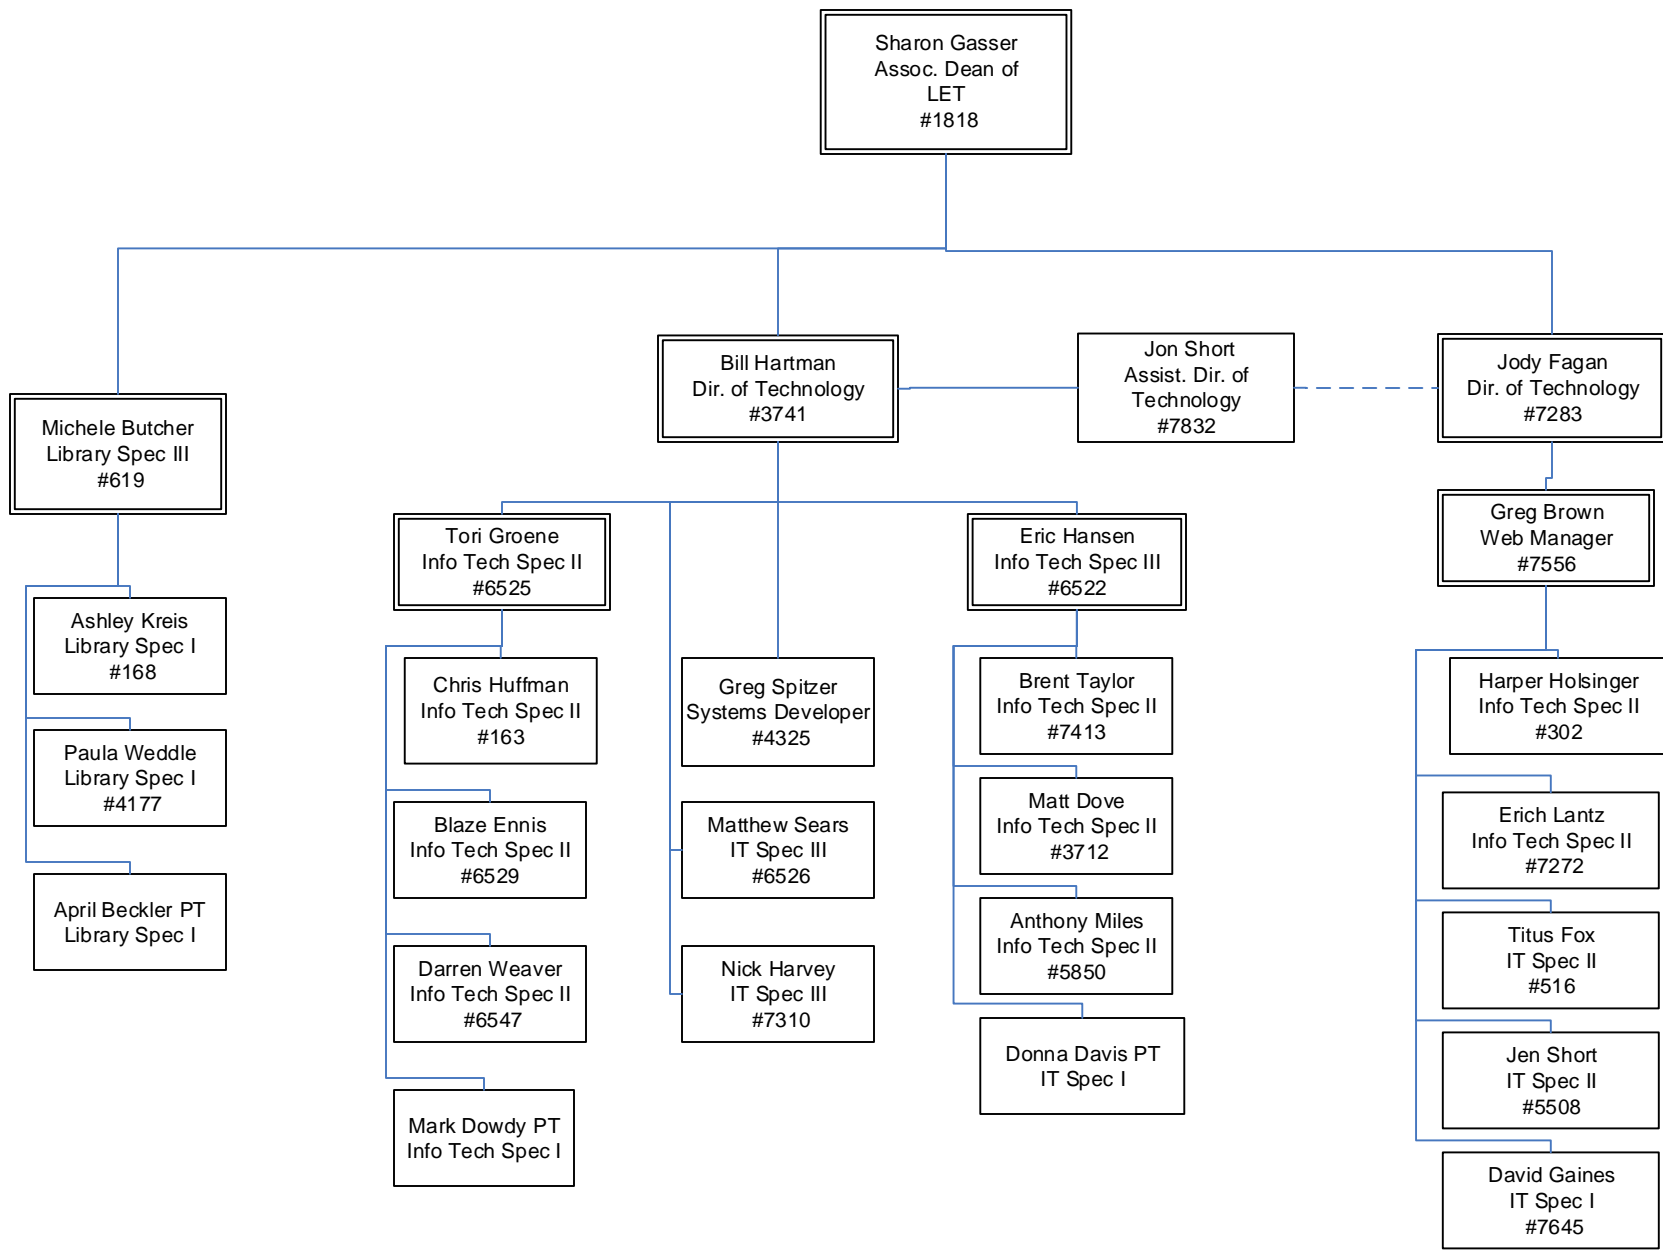 Sharon Gasser
Assoc. Dean of
LET
#1818
Michele Butcher
Library Spec III
#619
Ashley Kreis
Library Spec I
#168
Paula Weddle
Library Spec I
#4177
April Beckler PT
Library Spec I
Bill Hartman
Dir. of Technology
#3741
Jon Short
Assist. Dir. of
Technology
#7832
Jody Fagan
Dir. of Technology
#7283
Tori Groene
Info Tech Spec II
#6525
Chris Huffman
Info Tech Spec II
#163
Blaze Ennis
Info Tech Spec II
#6529
Darren Weaver
Info Tech Spec II
#6547
Mark Dowdy PT
Info Tech Spec I
Greg Spitzer
Systems Developer
#4325
Matthew Sears
IT Spec III
#6526
Nick Harvey
IT Spec III
#7310
Eric Hansen
Info Tech Spec III
#6522
Brent Taylor
Info Tech Spec II
#7413
Matt Dove
Info Tech Spec II
#3712
Anthony Miles
Info Tech Spec II
#5850
Donna Davis PT
IT Spec I
Greg Brown
Web Manager
#7556
Harper Holsinger
Info Tech Spec II
#302
Erich Lantz
Info Tech Spec II
#7272
Titus Fox
IT Spec II
#516
Jen Short
IT Spec II
#5508
David Gaines
IT Spec I
#7645